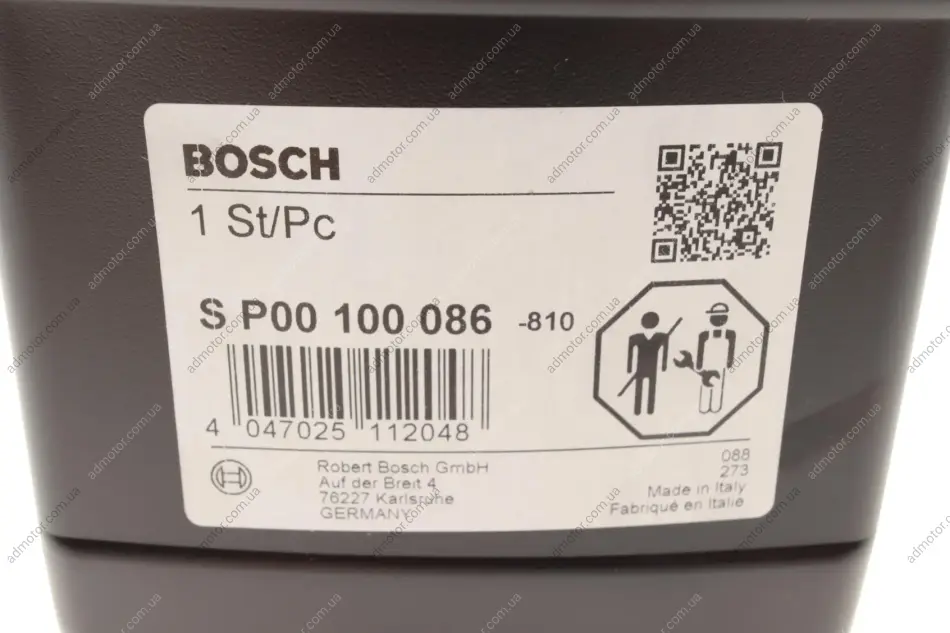 BOSCH
1 St/Pc
S P00 100 086 -810
4 047025 112048
Robert Bosch GmbH
Auf der Breit 4
76227 Karlsruhe
GERMANY
088
273
Made in Italy
Fabriqué en Italie
admotor.com.ua